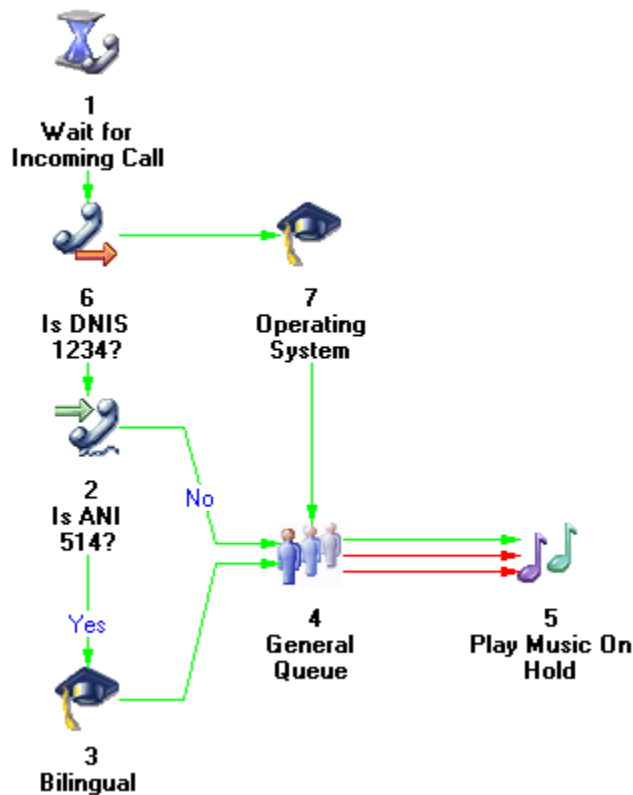 1
Wait for
Incoming Call
6
Is DNIS
1234?
7
Operating
System
2
Is ANI
514?
No
Yes
4
General
Queue
5
Play Music On
Hold
3
Bilingual